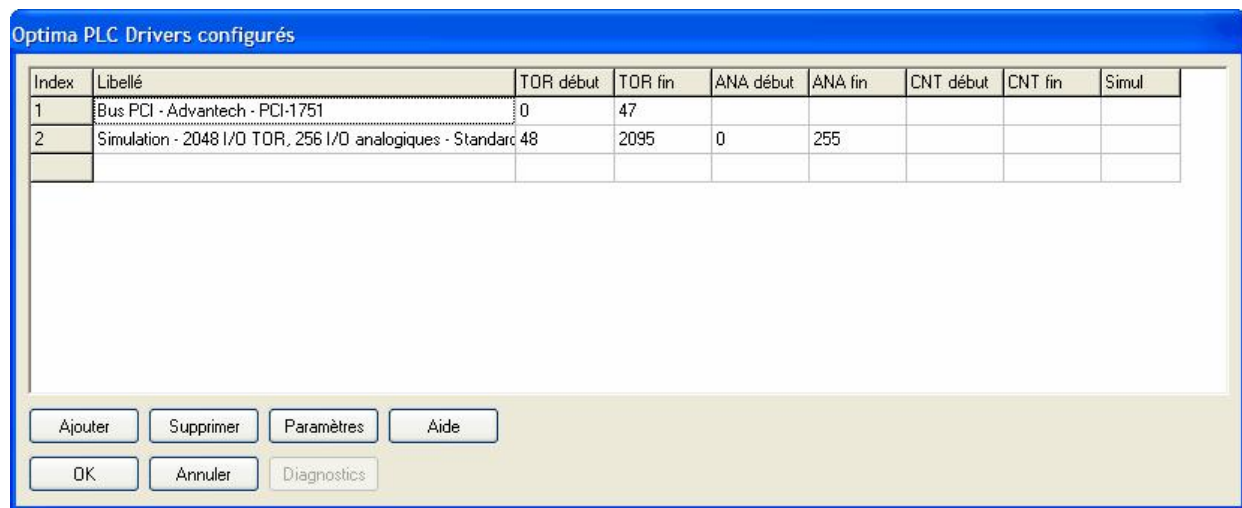 Optima PLC Drivers configurés
Index Libellé TOR début TOR fin ANA début ANA fin CNT début CNT fin Simul
1 Bus PCI - Advantech - PCI-1751 0 47
2 Simulation - 2048 I/O TOR, 256 I/O analogiques - Standard 48 2095 0 255
Ajouter Supprimer Paramètres Aide
OK Annuler Diagnostics